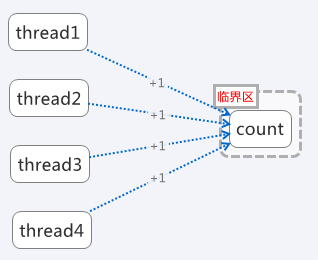 thread1
+1
临界区
thread2
+1
count
thread3
+1
+1
thread4